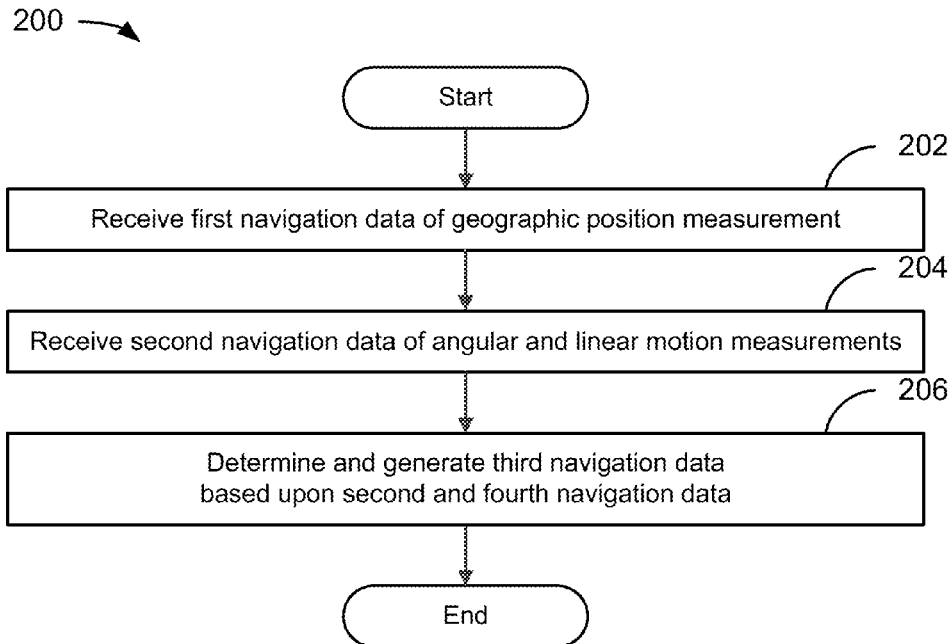 200
Start
202
Receive first navigation data of geographic position measurement
204
Receive second navigation data of angular and linear motion measurements
206
Determine and generate third navigation data
based upon second and fourth navigation data
End